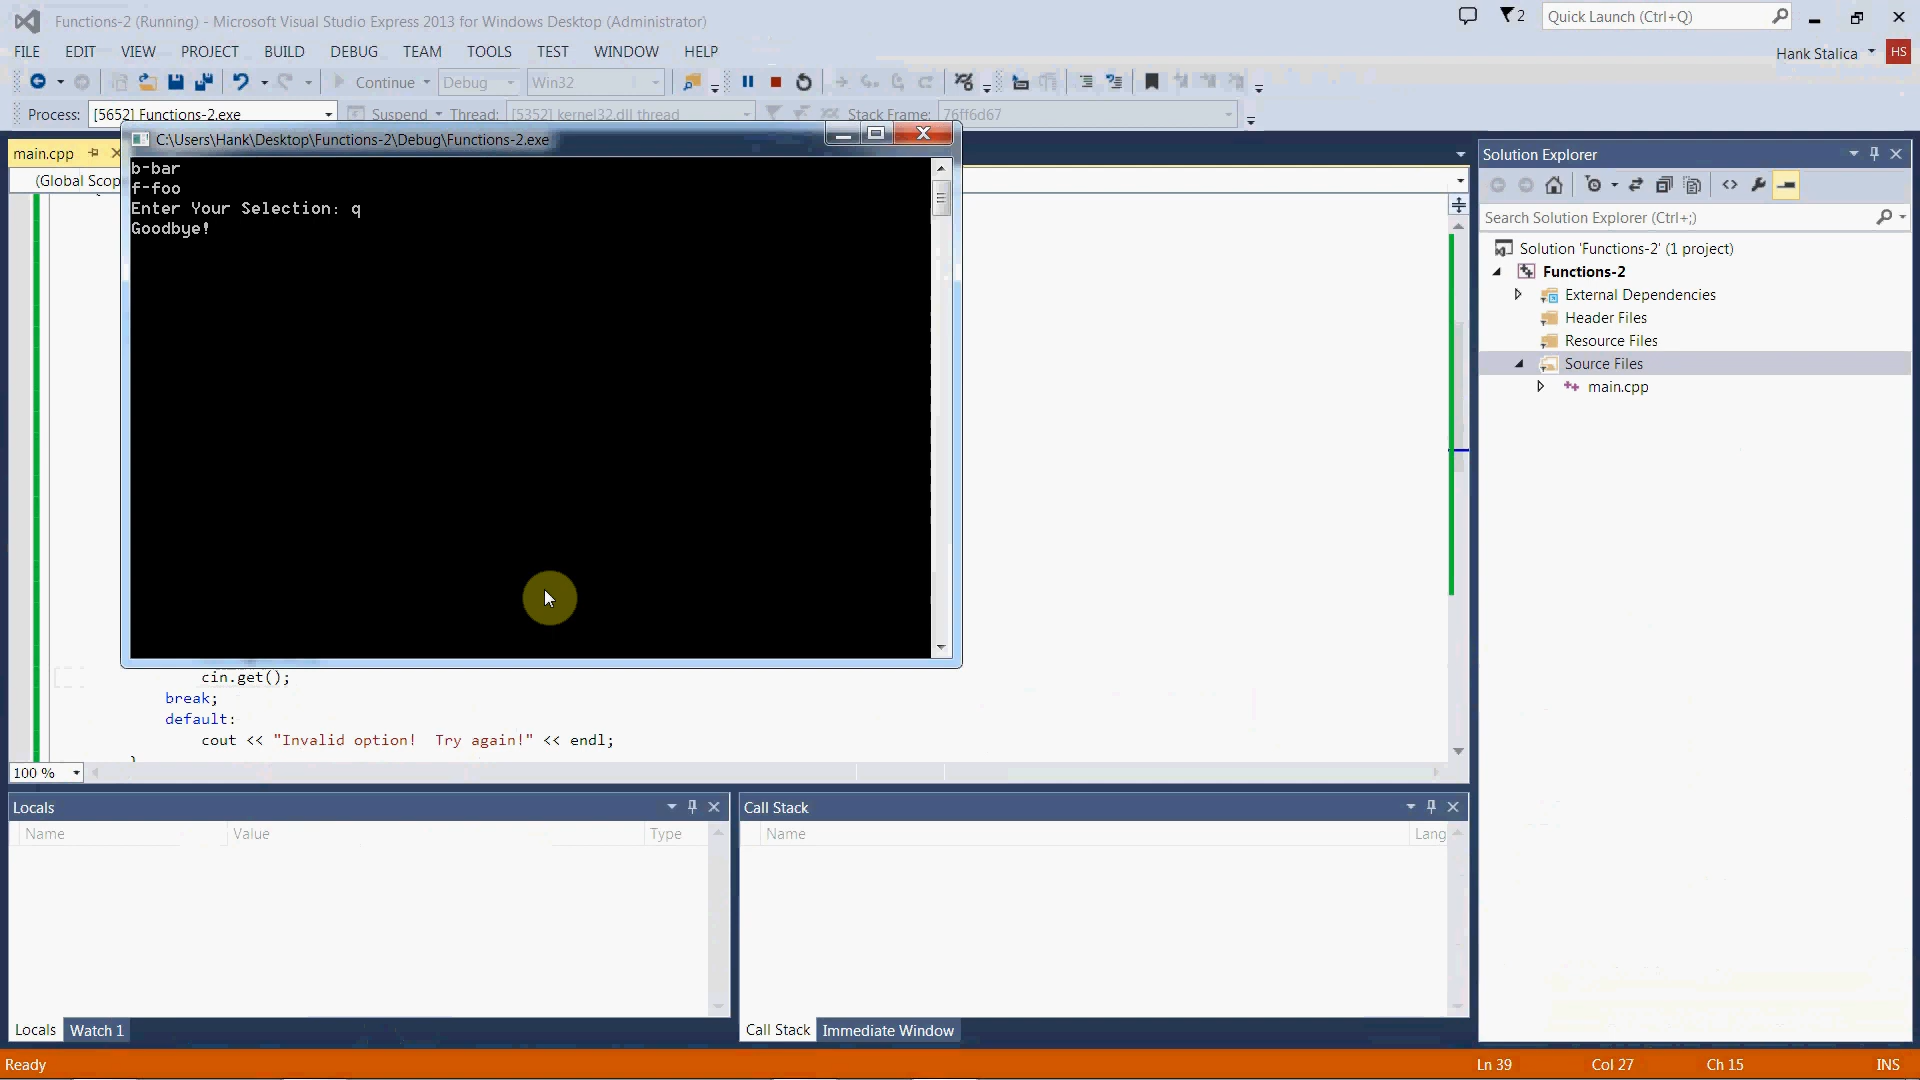 Functions-2 (Running) - Microsoft Visual Studio Express 2013 for Windows Desktop (Administrator)
2
Quick Launch (Ctrl+Q)
FILE EDIT VIEW PROJECT BUILD DEBUG TEAM TOOLS TEST WINDOW HELP
Hank Stalica
HS
Continue
Debug
Win32
Process: [5652] Functions-2.exe
Suspend
Thread: [5352] kernel32.dll thread
Stack Frame: 76ff6d67
C:\Users\Hank\Desktop\Functions-2\Debug\Functions-2.exe
main.cpp
(Global Scop
b-bar
f-foo
Enter Your Selection: q
Goodbye!
cin.get();
break;
default:
cout << "Invalid option!  Try again!" << endl;
}
100 %
Solution Explorer
Search Solution Explorer (Ctrl+;)
Solution 'Functions-2' (1 project)
Functions-2
External Dependencies
Header Files
Resource Files
Source Files
main.cpp
Locals
Name Value Type
Locals Watch 1
Call Stack
Name Lang
Call Stack Immediate Window
Ready
Ln 39 Col 27 Ch 15 INS